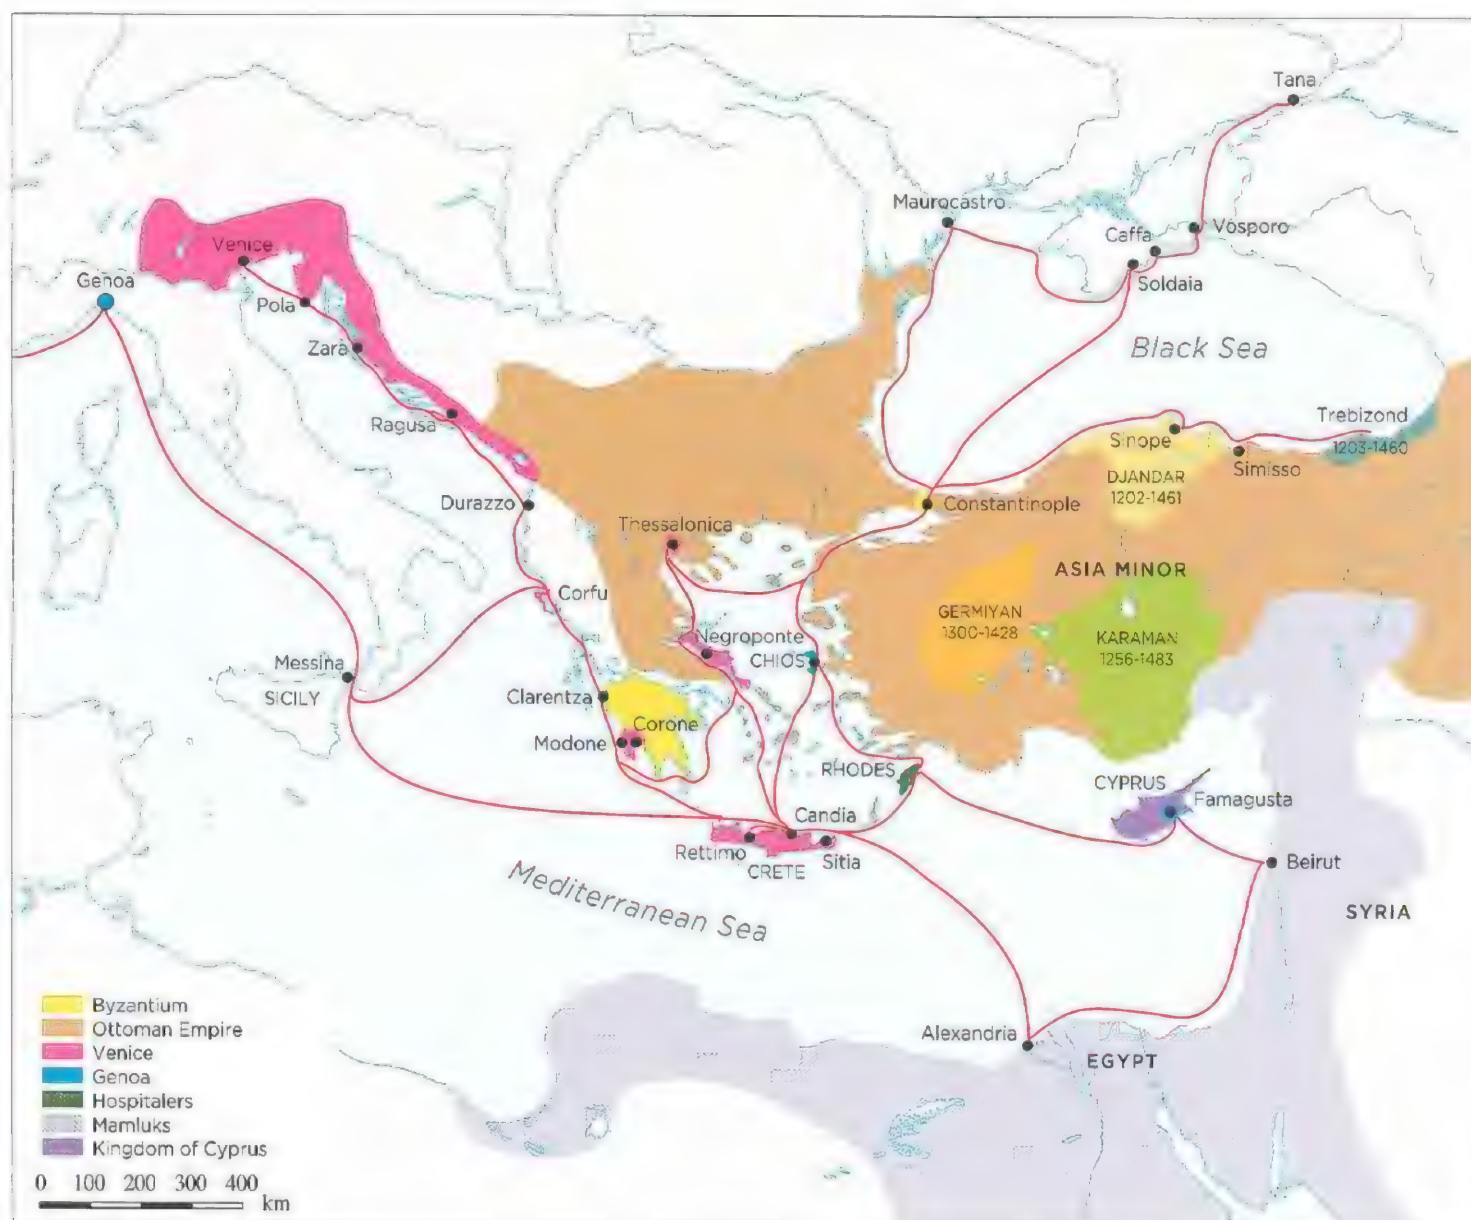 Tana
Maurocastro
Caffa
Vosporo
Soldaia
Venice
Genoa
Pola
Zara
Black Sea
Ragusa
Trebizond
1203-1460
Sinope
Simisso
DJANDAR
1202-1461
Durazzo
Constantinople
Thessalonica
ASIA MINOR
Corfu
GERMIYAN
1300-1428
Negroponte
CHIOS
KARAMAN
1256-1483
Messina
SICILY
Clarentza
Corone
Modone
RHODES
CYPRUS
Famagusta
Candia
Rettimo
Sitia
CRETE
Beirut
Mediterranean Sea
SYRIA
Alexandria
EGYPT
Byzantium
Ottoman Empire
Venice
Genoa
Hospitalers
Mamluks
Kingdom of Cyprus
0 100 200 300 400
km